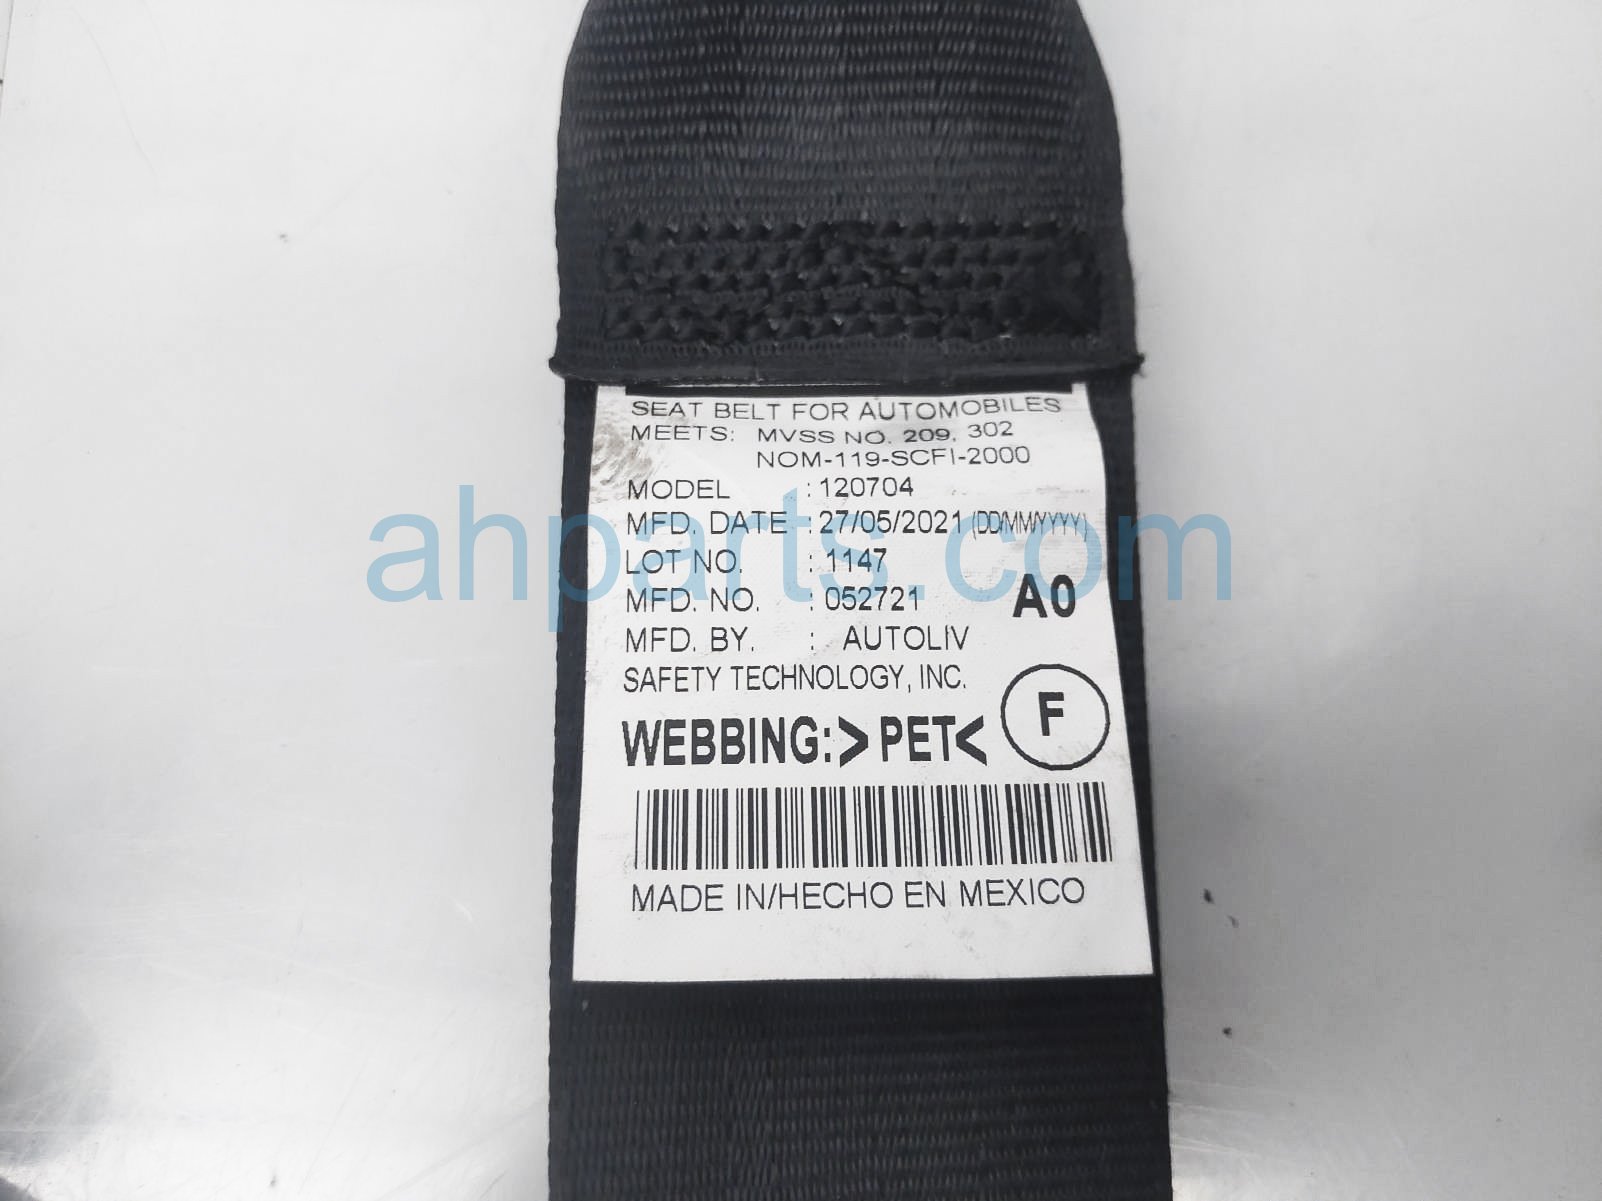 SEAT BELT FOR AUTOMOBILES
MEETS: MVSS NO. 209, 302
NOM-119-SCFI-2000
MODEL : 120704
MFD. DATE : 27/05/2021 (DD/MM/YYYY)
LOT NO. : 1147
MFD. NO. : 052721
A0
MFD. BY. : AUTOLIV
SAFETY TECHNOLOGY, INC.
F
WEBBING:>PET<
MADE IN/HECHO EN MEXICO
ahparts.com